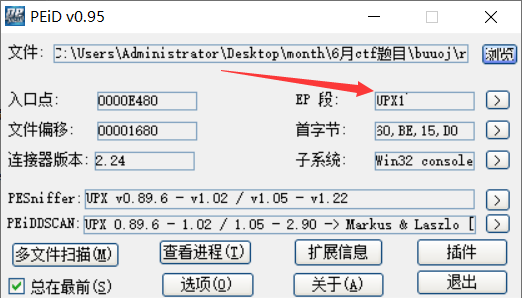 PEiD v0.95
文件: C:\Users\Administrator\Desktop\month\6月ctf题目\buuoj\r 浏览
入口点: 0000E480 EP 段: UPX1 >
文件偏移: 00001680 首字节: 60,BE,15,D0 >
连接器版本: 2.24 子系统: Win32 console >
PESniffer: UPX v0.89.6 - v1.02 / v1.05 - v1.22 >
PEiDDSCAN: UPX 0.89.6 - 1.02 / 1.05 - 2.90 -> Markus & Laszlo [ >
多文件扫描(M) 查看进程(T) 扩展信息 插件
总在最前(S) 选项(O) 关于(A) 退出